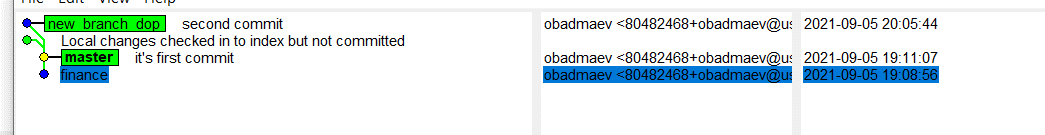 File Edit View Help
new_branch_dop second commit obadmaev <80482468+obadmaev@us 2021-09-05 20:05:44
Local changes checked in to index but not committed
master it's first commit obadmaev <80482468+obadmaev@us 2021-09-05 19:11:07
finance obadmaev <80482468+obadmaev@us 2021-09-05 19:08:56